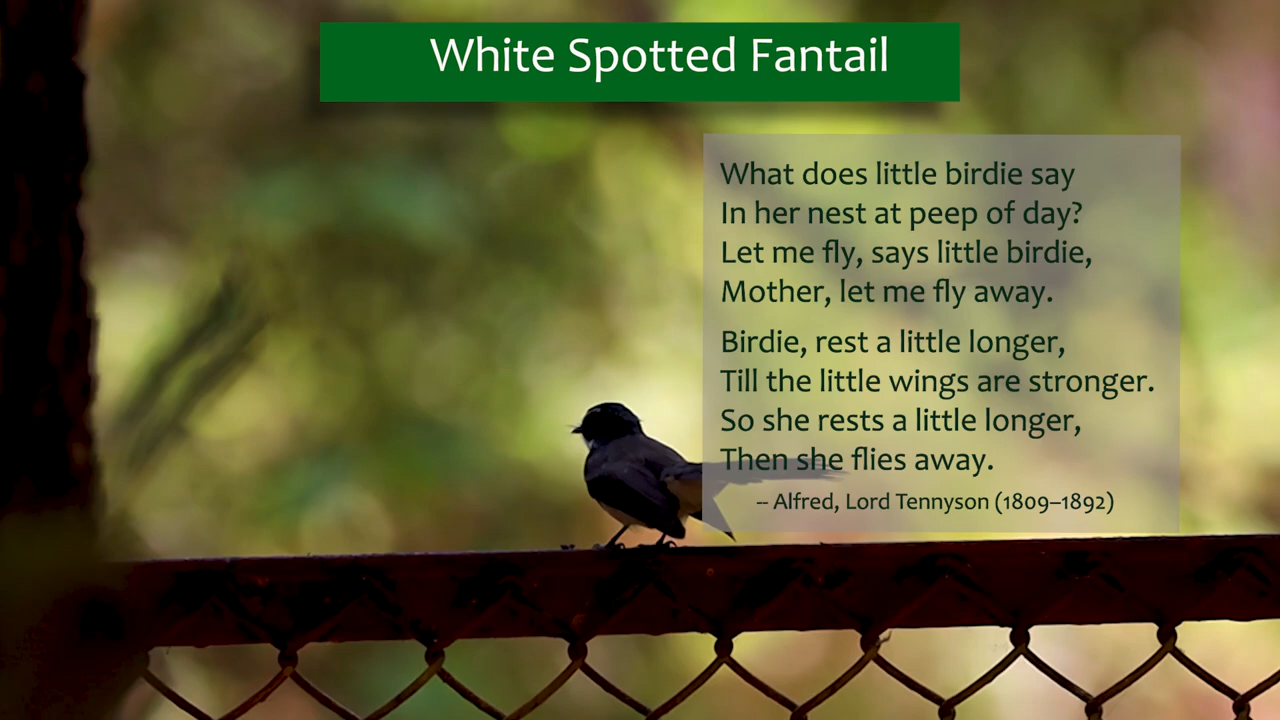 White Spotted Fantail
What does little birdie say
In her nest at peep of day?
Let me fly, says little birdie,
Mother, let me fly away.
Birdie, rest a little longer,
Till the little wings are stronger.
So she rests a little longer,
Then she flies away.
-- Alfred, Lord Tennyson (1809–1892)